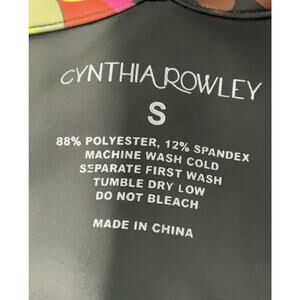 CYNTHIA ROWLEY
S
88% POLYESTER, 12% SPANDEX
MACHINE WASH COLD
SEPARATE FIRST WASH
TUMBLE DRY LOW
DO NOT BLEACH
MADE IN CHINA